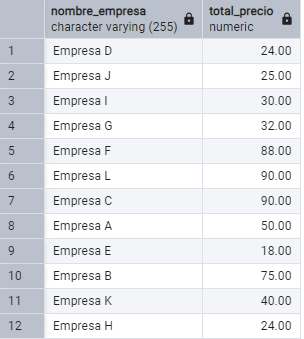 nombre_empresa total_precio
character varying (255) numeric
1 Empresa D 24.00
2 Empresa J 25.00
3 Empresa I 30.00
4 Empresa G 32.00
5 Empresa F 88.00
6 Empresa L 90.00
7 Empresa C 90.00
8 Empresa A 50.00
9 Empresa E 18.00
10 Empresa B 75.00
11 Empresa K 40.00
12 Empresa H 24.00